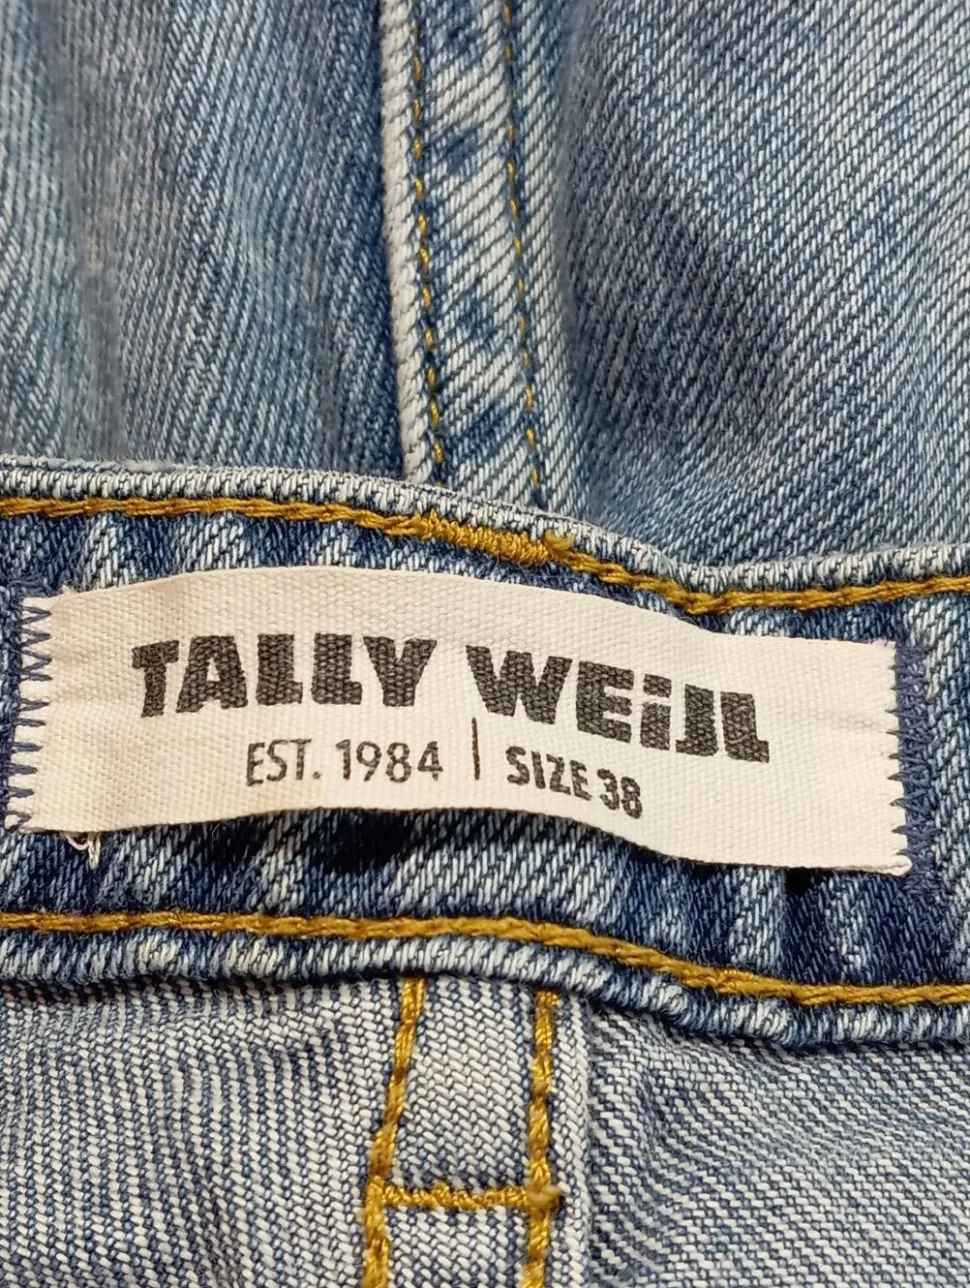 TALLY WEiJL
EST. 1984 | SIZE 38